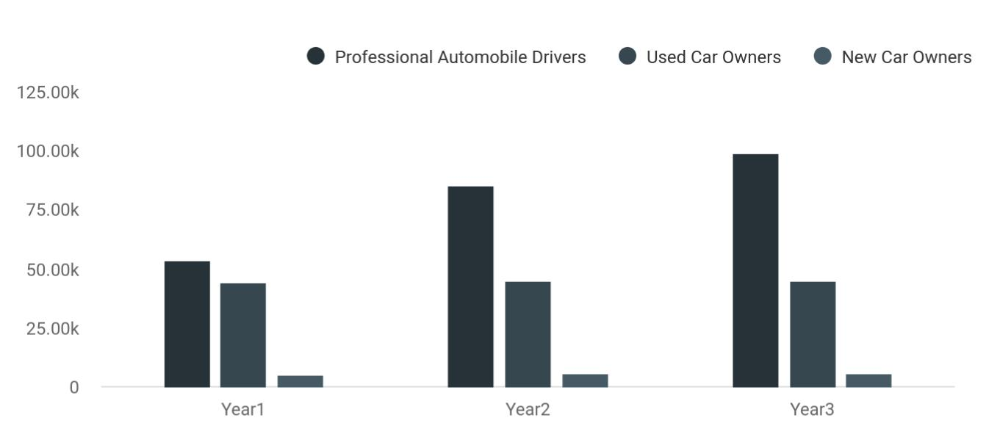 Professional Automobile Drivers Used Car Owners New Car Owners
125.00k
100.00k
75.00k
50.00k
25.00k
0
Year1 Year2 Year3